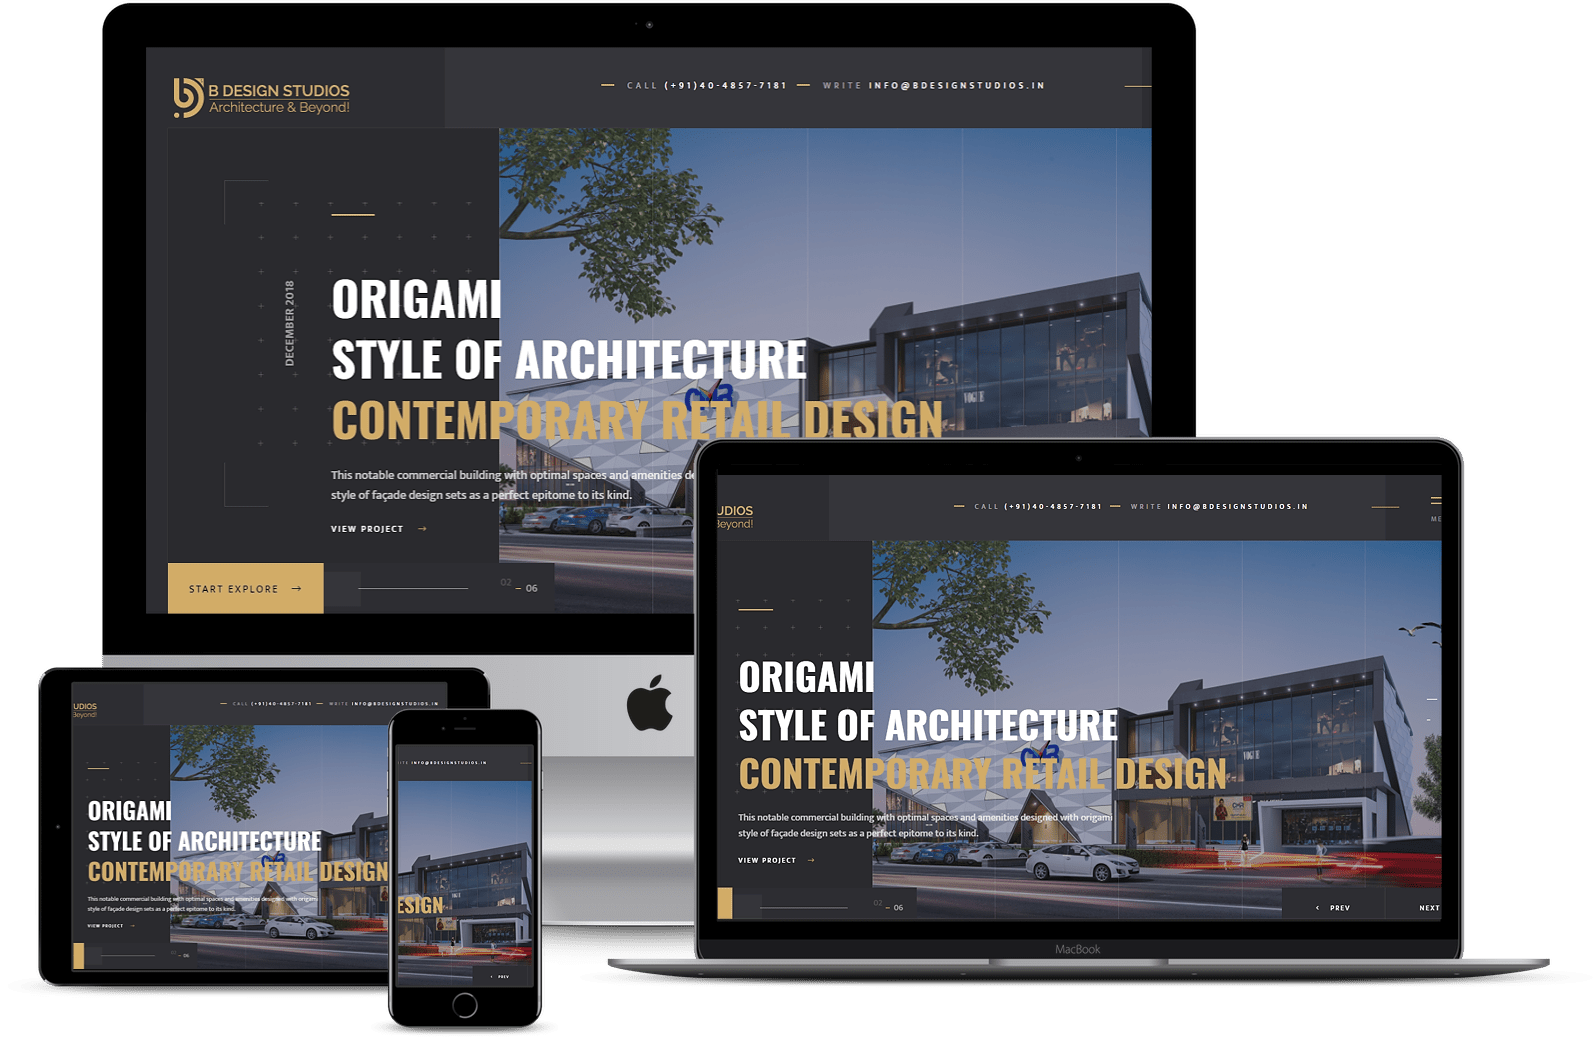 B DESIGN STUDIOS
Architecture & Beyond!
CALL (+91)40-4857-7181 WRITE INFO@BDESIGNSTUDIOS.IN
DECEMBER 2018
ORIGAMI
STYLE OF ARCHITECTURE
CONTEMPORARY RETAIL DESIGN
This notable commercial building with optimal spaces and amenities de
style of façade design sets as a perfect epitome to its kind.
VIEW PROJECT →
START EXPLORE →
02 – 06
VOGUE
UDIOS
Beyond!
CALL (+91)40-4857-7181 WRITE INFO@BDESIGNSTUDIOS.IN
ME
ORIGAMI
STYLE OF ARCHITECTURE
CONTEMPORARY RETAIL DESIGN
This notable commercial building with optimal spaces and amenities designed with origami
style of façade design sets as a perfect epitome to its kind.
VIEW PROJECT →
02 – 06
‹ PREV
NEXT
MacBook
UDIOS
Beyond!
CALL (+91)40-4857-7181 WRITE INFO@BDESIGNSTUDIOS.IN
ORIGAMI
STYLE OF ARCHITECTURE
CONTEMPORARY RETAIL DESIGN
This notable commercial building with optimal spaces and amenities designed with origami
style of façade design sets as a perfect epitome to its kind.
VIEW PROJECT →
– 06
ITE INFO@BDESIGNSTUDIOS.IN
ESIGN
‹ PREV